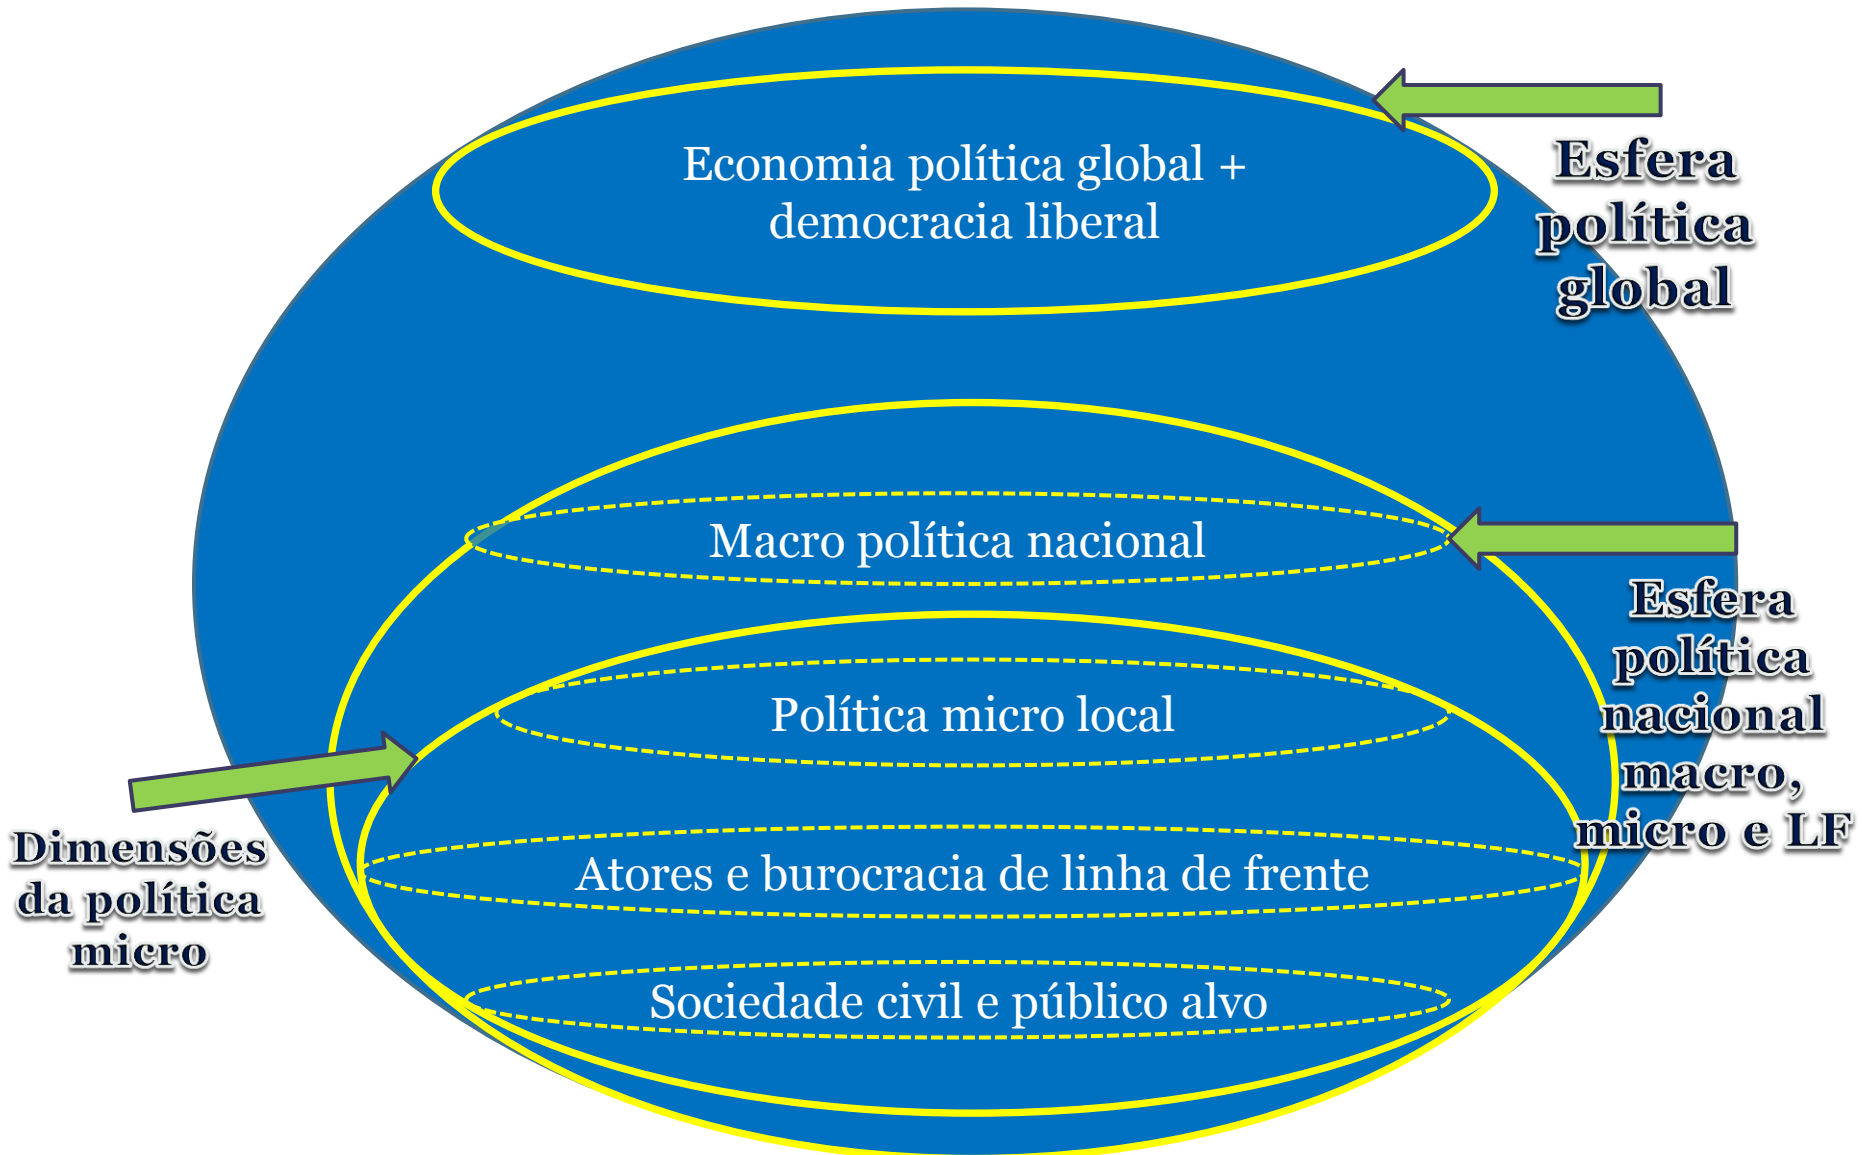 Economia política global +
democracia liberal
Esfera
política
global
Macro política nacional
Esfera
política
nacional
macro,
micro e LF
Política micro local
Dimensões
da política
micro
Atores e burocracia de linha de frente
Sociedade civil e público alvo